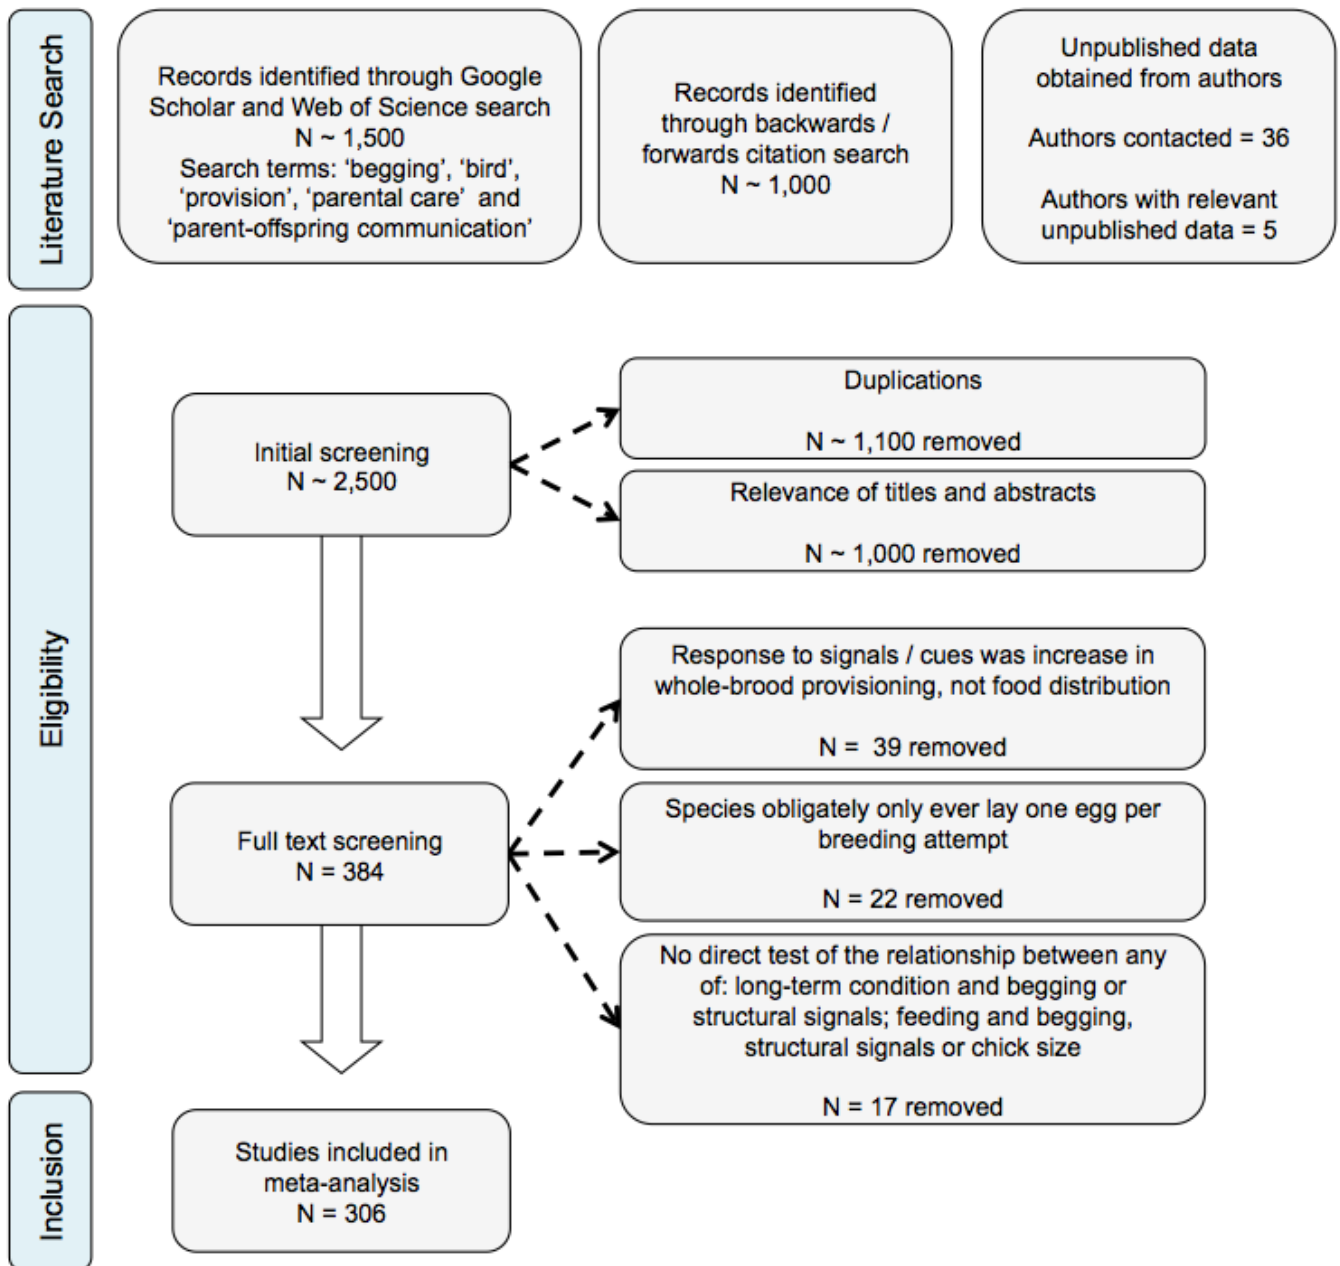 Literature Search
Records identified through Google
Scholar and Web of Science search
N ~ 1,500
Search terms: ‘begging’, ‘bird’,
‘provision’, ‘parental care’ and
‘parent-offspring communication’
Records identified
through backwards /
forwards citation search
N ~ 1,000
Unpublished data
obtained from authors
Authors contacted = 36
Authors with relevant
unpublished data = 5
Eligibility
Initial screening
N ~ 2,500
Duplications
N ~ 1,100 removed
Relevance of titles and abstracts
N ~ 1,000 removed
Full text screening
N = 384
Response to signals / cues was increase in
whole-brood provisioning, not food distribution
N = 39 removed
Species obligately only ever lay one egg per
breeding attempt
N = 22 removed
No direct test of the relationship between any
of: long-term condition and begging or
structural signals; feeding and begging,
structural signals or chick size
N = 17 removed
Inclusion
Studies included in
meta-analysis
N = 306